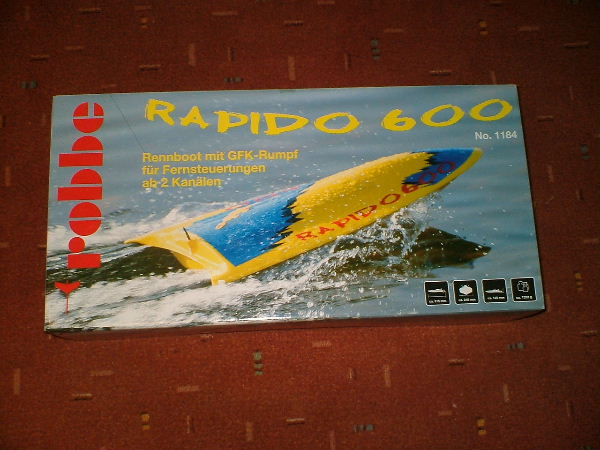 robbe
RAPIDO 600
No. 1184
Rennboot mit GFK-Rumpf
für Fernsteuerungen
ab 2 Kanälen
RAPIDO 600